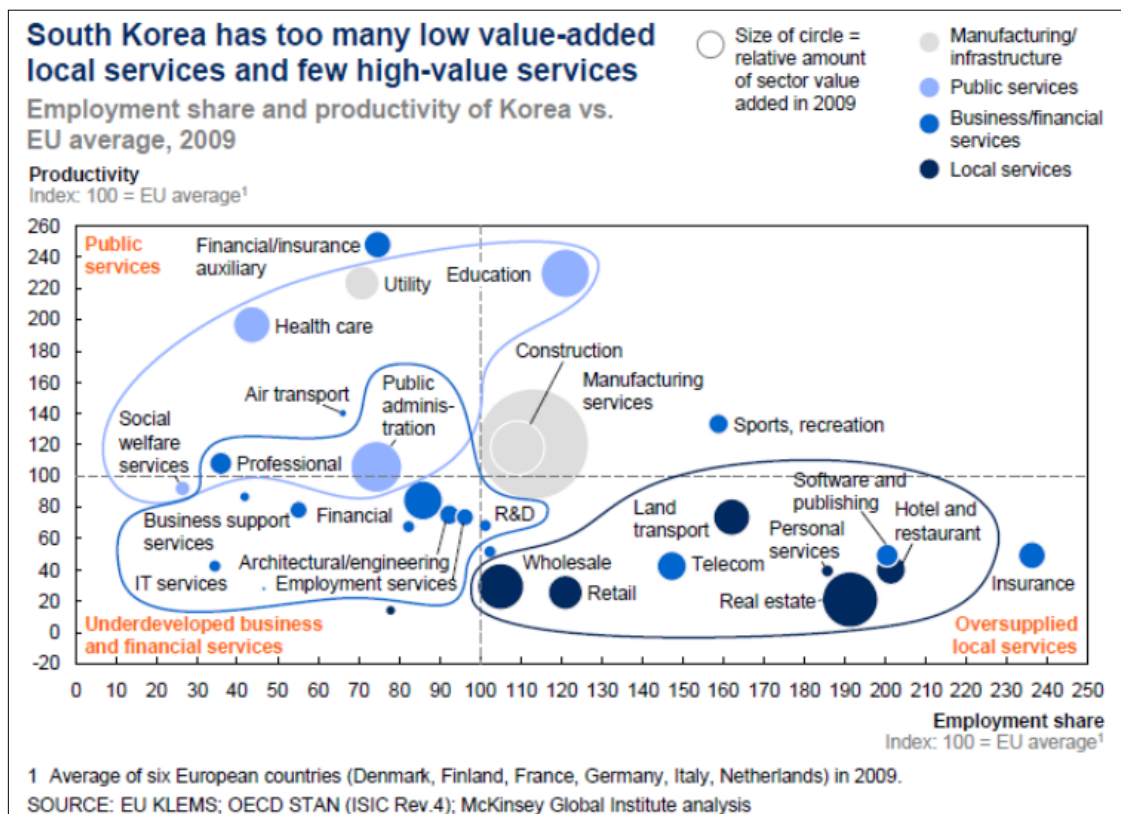 South Korea has too many low value-added
local services and few high-value services
Employment share and productivity of Korea vs.
EU average, 2009
Size of circle =
relative amount
of sector value
added in 2009
Manufacturing/
infrastructure
Public services
Business/financial
services
Local services
Productivity
Index: 100 = EU average1
260
240
220
200
180
160
140
120
100
80
60
40
20
0
-20
Public
services
Financial/insurance
auxiliary
Utility
Education
Health care
Construction
Manufacturing
services
Air transport
Public
adminis-
tration
Social
welfare
services
Professional
Sports, recreation
Business support
services
Financial
R&D
Land
transport
Software and
publishing
Hotel and
restaurant
Personal
services
Architectural/engineering
IT services
Employment services
Wholesale
Retail
Telecom
Real estate
Insurance
Underdeveloped business
and financial services
Oversupplied
local services
0 10 20 30 40 50 60 70 80 90 100 110 120 130 140 150 160 170 180 190 200 210 220 230 240 250
Employment share
Index: 100 = EU average1
1 Average of six European countries (Denmark, Finland, France, Germany, Italy, Netherlands) in 2009.
SOURCE: EU KLEMS; OECD STAN (ISIC Rev.4); McKinsey Global Institute analysis